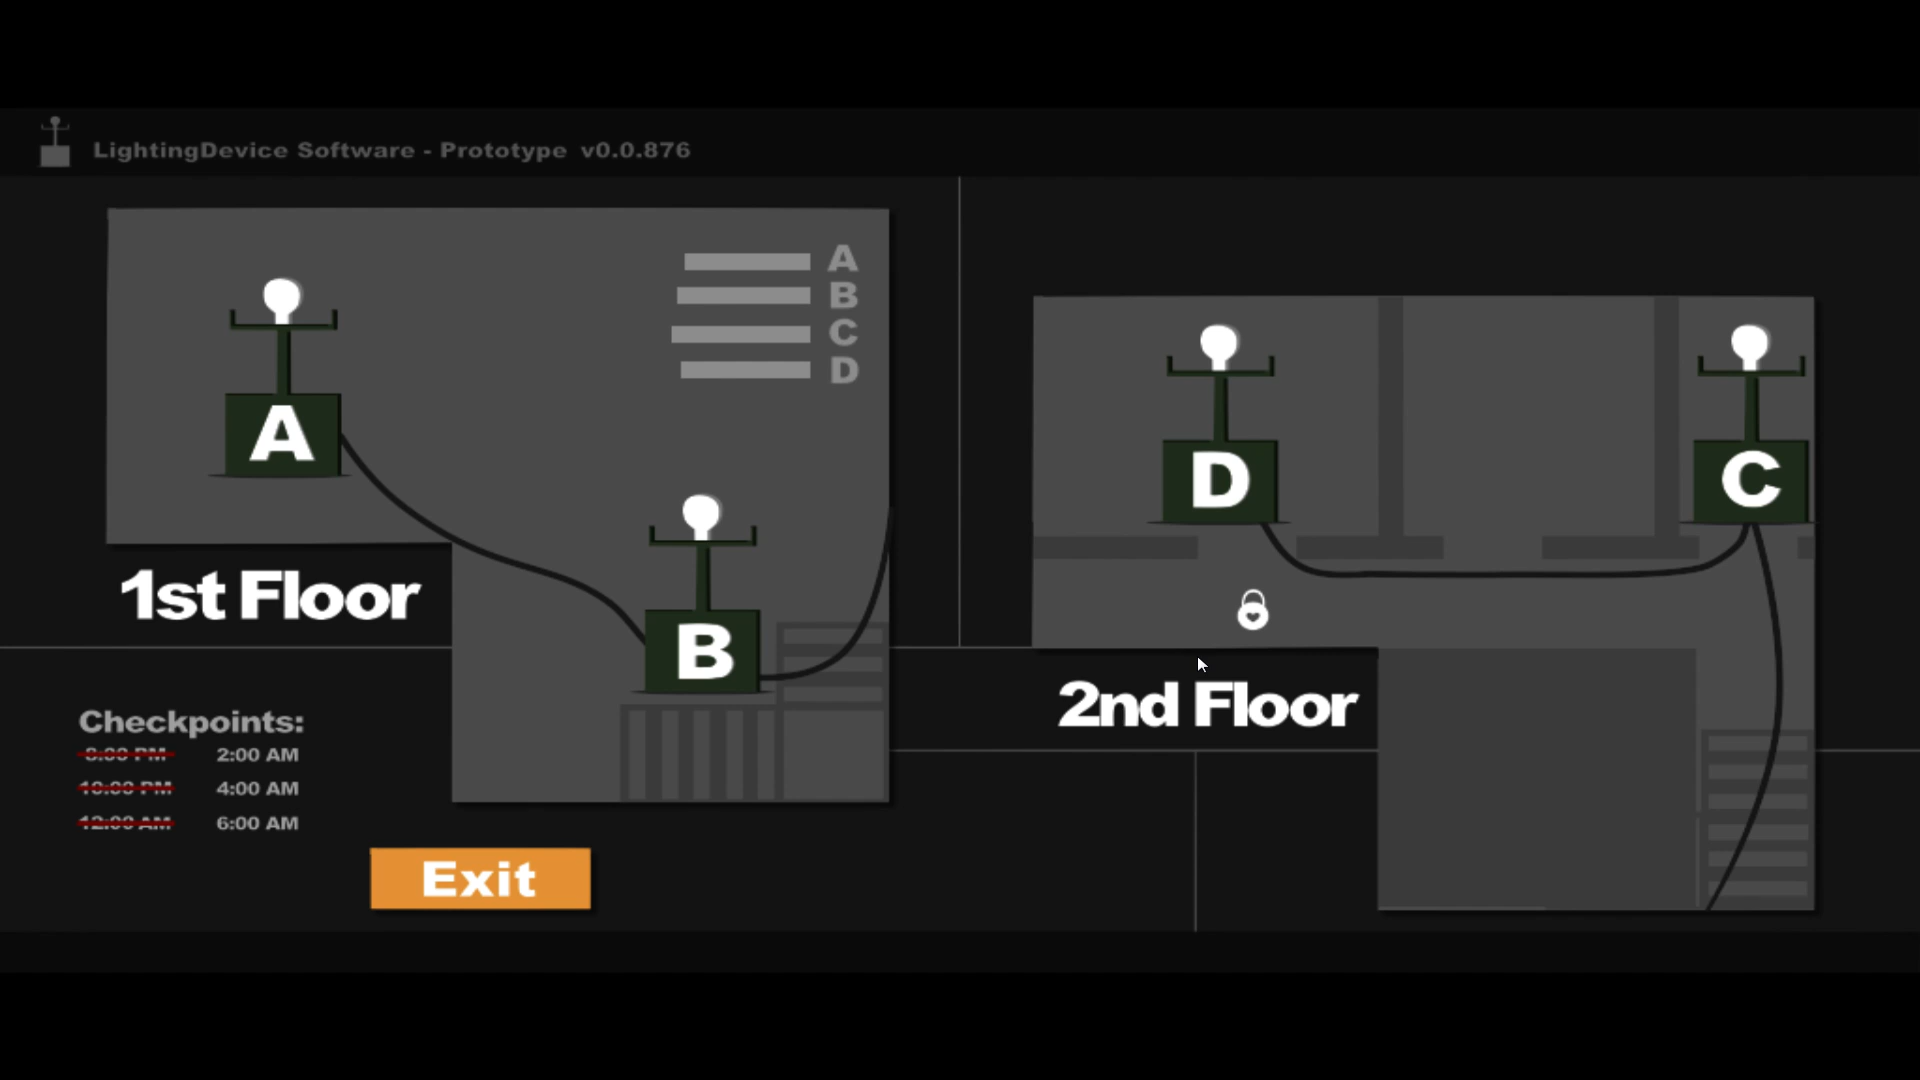 LightingDevice Software - Prototype v0.0.876
A
B
C
D
A
B
1st Floor
D
C
2nd Floor
Checkpoints:
8:00 PM 2:00 AM
10:00 PM 4:00 AM
12:00 AM 6:00 AM
Exit